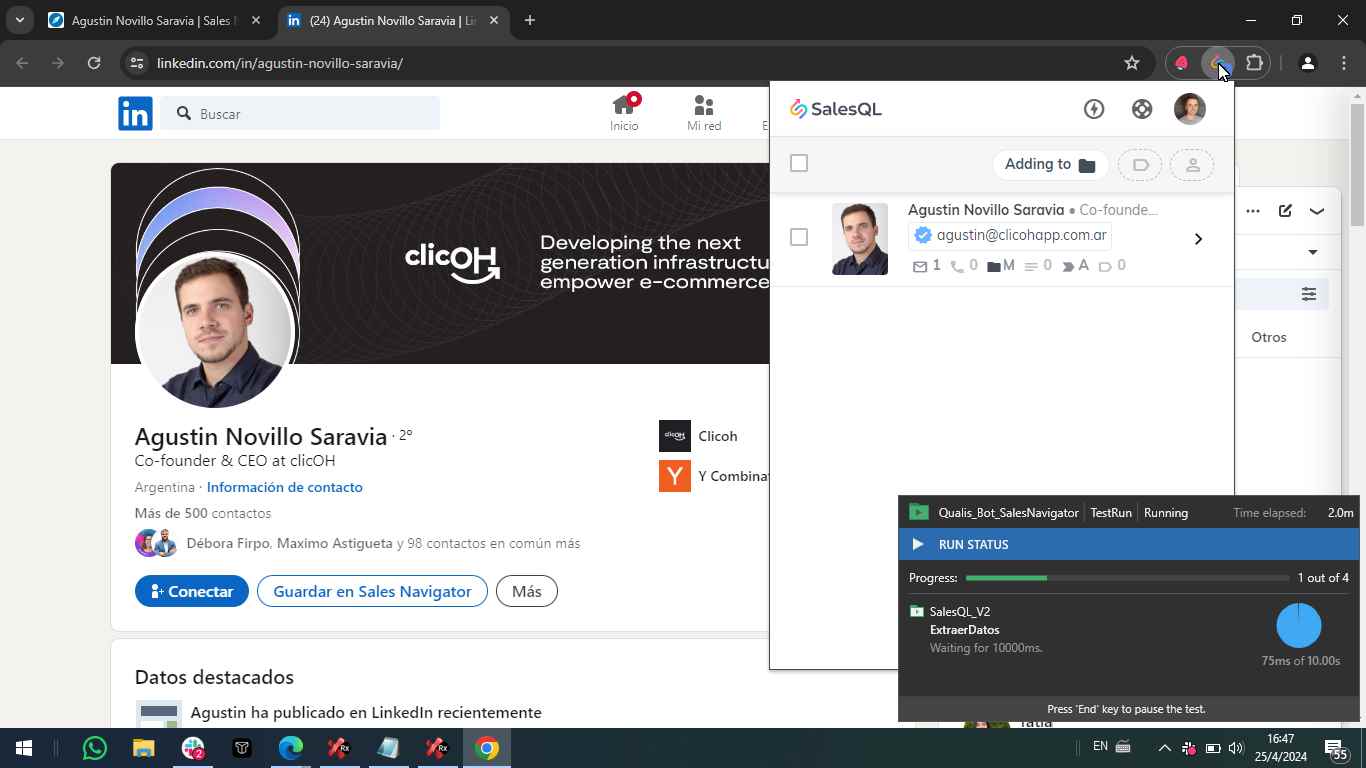 Agustin Novillo Saravia | Sales
(24) Agustin Novillo Saravia | Li
linkedin.com/in/agustin-novillo-saravia/
Buscar
Inicio
Mi red
SalesQL
Adding to
Agustin Novillo Saravia • Co-founde...
agustin@clicohapp.com.ar
1 0 M 0 A 0
Otros
clicOH
Developing the next
generation infrastructu
empower e-commerce
Agustin Novillo Saravia · 2º
Co-founder & CEO at clicOH
Argentina · Información de contacto
Más de 500 contactos
Débora Firpo, Maximo Astigueta y 98 contactos en común más
clicOH
Clicoh
Y
Y Combinat
Conectar
Guardar en Sales Navigator
Más
Datos destacados
Agustin ha publicado en LinkedIn recientemente
Qualis_Bot_SalesNavigator TestRun Running Time elapsed: 2.0m
RUN STATUS
Progress: 1 out of 4
SalesQL_V2
ExtraerDatos
Waiting for 10000ms.
75ms of 10.00s
Press 'End' key to pause the test.
EN
16:47
25/4/2024
2
Rx
Rx
55